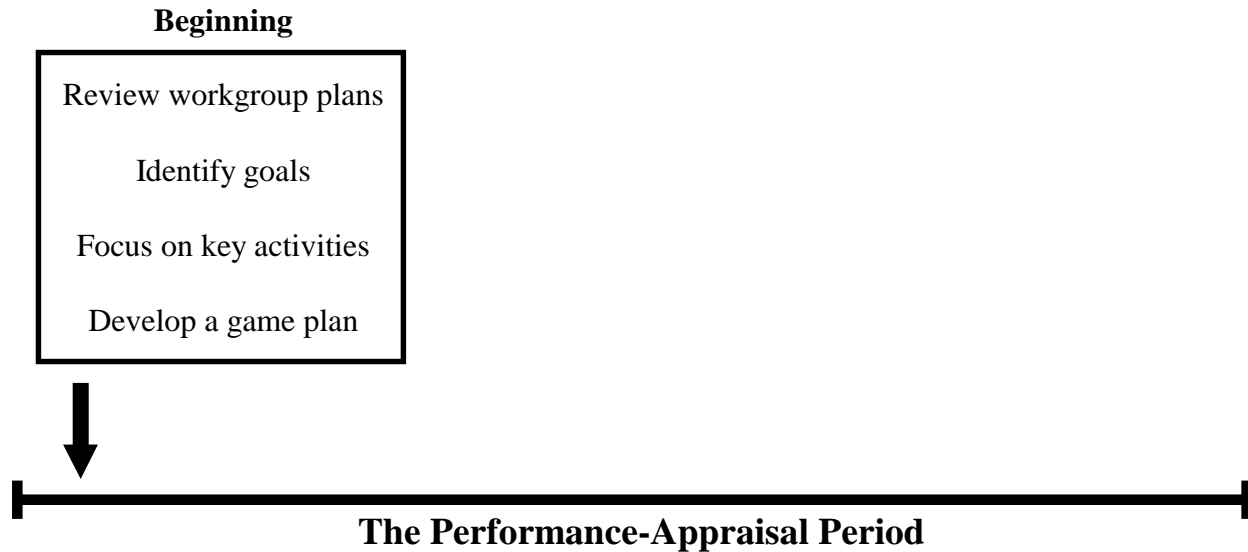 Beginning
Review workgroup plans
Identify goals
Focus on key activities
Develop a game plan
The Performance-Appraisal Period